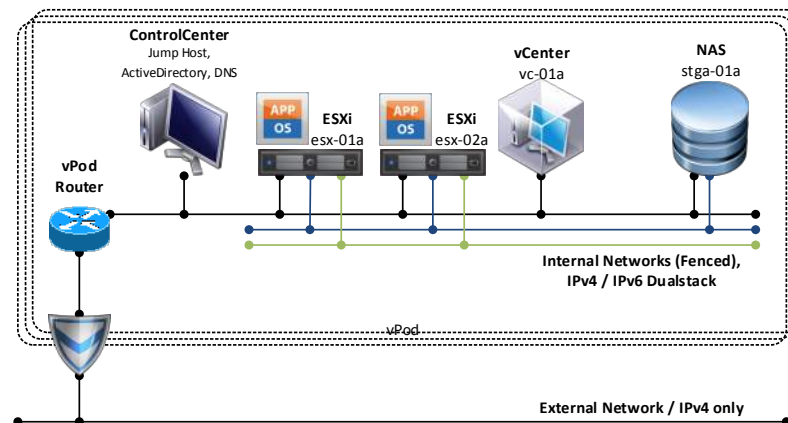 ControlCenter
Jump Host,
ActiveDirectory, DNS
APP
OS
ESXi
esx-01a
APP
OS
ESXi
esx-02a
vCenter
vc-01a
NAS
stga-01a
vPod
Router
Internal Networks (Fenced),
IPv4 / IPv6 Dualstack
vPod
External Network / IPv4 only